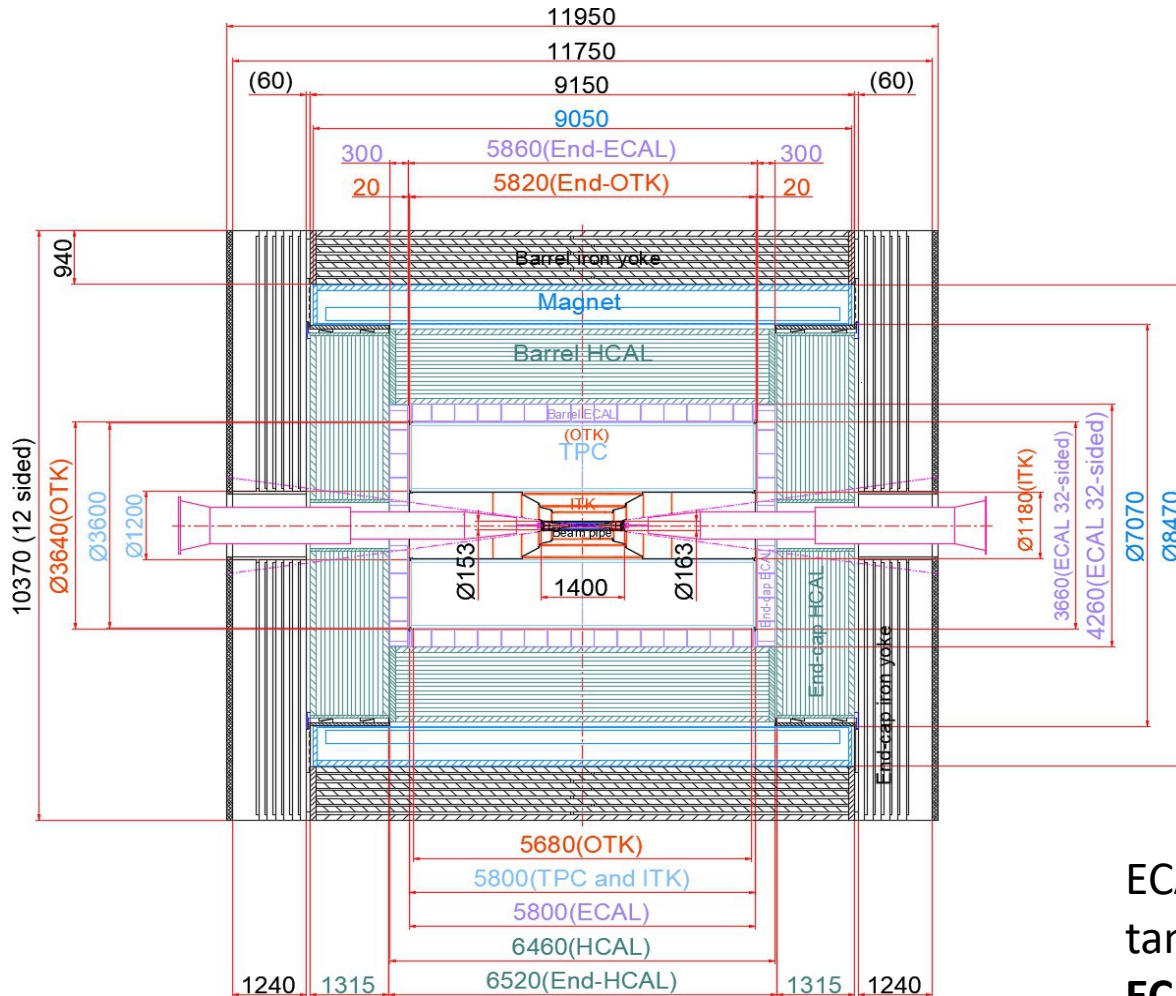 11950
11750
(60) 9150 (60)
9050
300 5860(End-ECAL) 300
20 5820(End-OTK) 20
940
Barrel iron yoke
Magnet
Barrel HCAL
Barrel ECAL
(OTK)
TPC
ITK
Beam pipe
1400
Ø153
Ø163
End-cap ECAL
End-cap HCAL
End-cap iron yoke
10370 (12 sided)
Ø3640(OTK)
Ø3600
Ø1200
Ø1180(ITK)
3660(ECAL 32-sided)
4260(ECAL 32-sided)
Ø7070
Ø8470
5680(OTK)
5800(TPC and ITK)
5800(ECAL)
6460(HCAL)
6520(End-HCAL)
1240 1315 1315 1240